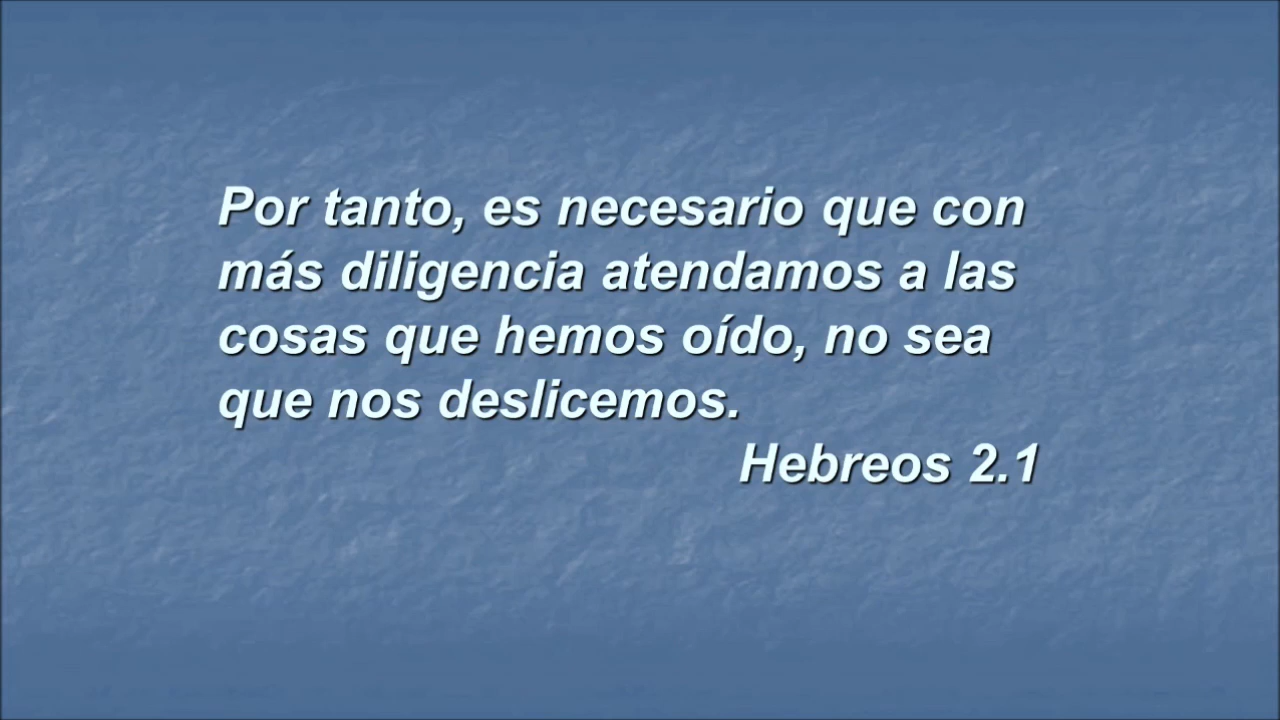 Por tanto, es necesario que con
más diligencia atendamos a las
cosas que hemos oído, no sea
que nos deslicemos.
Hebreos 2.1